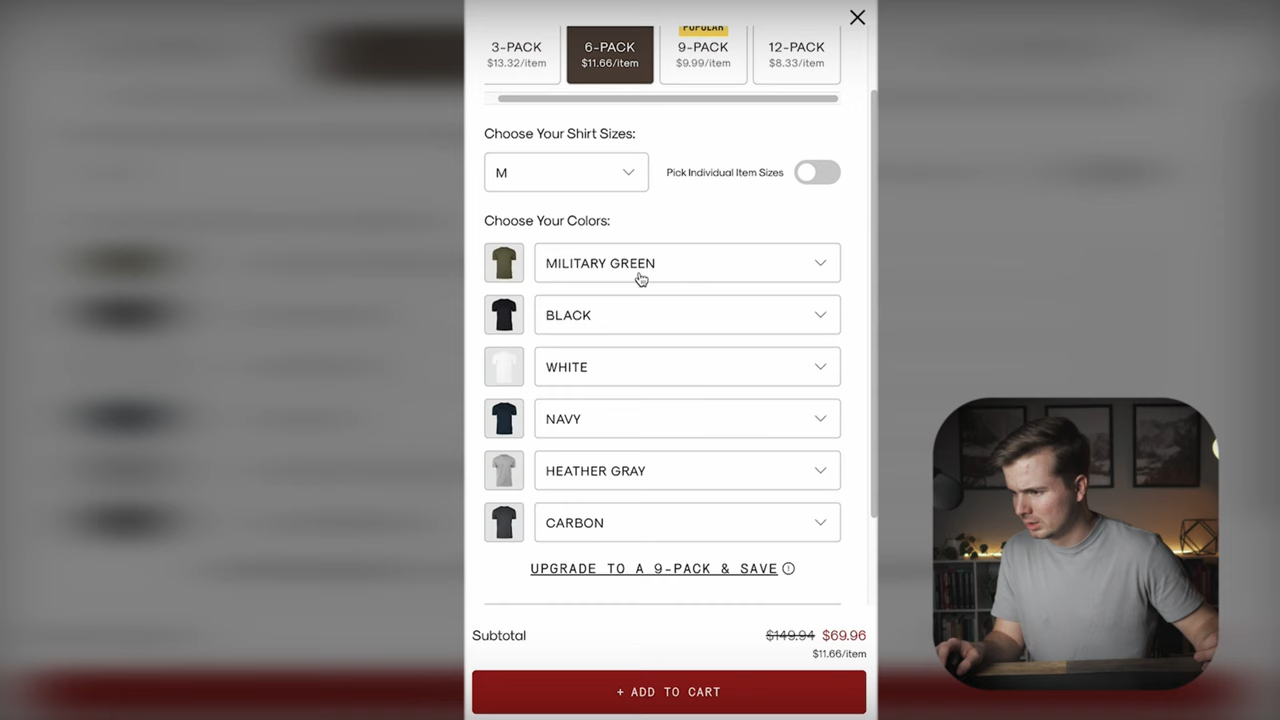 POPULAR
3-PACK
$13.32/item
6-PACK
$11.66/item
9-PACK
$9.99/item
12-PACK
$8.33/item
Choose Your Shirt Sizes:
M
Pick Individual Item Sizes
Choose Your Colors:
MILITARY GREEN
BLACK
WHITE
NAVY
HEATHER GRAY
CARBON
UPGRADE TO A 9-PACK & SAVE
Subtotal
$149.94 $69.96
$11.66/item
+ ADD TO CART